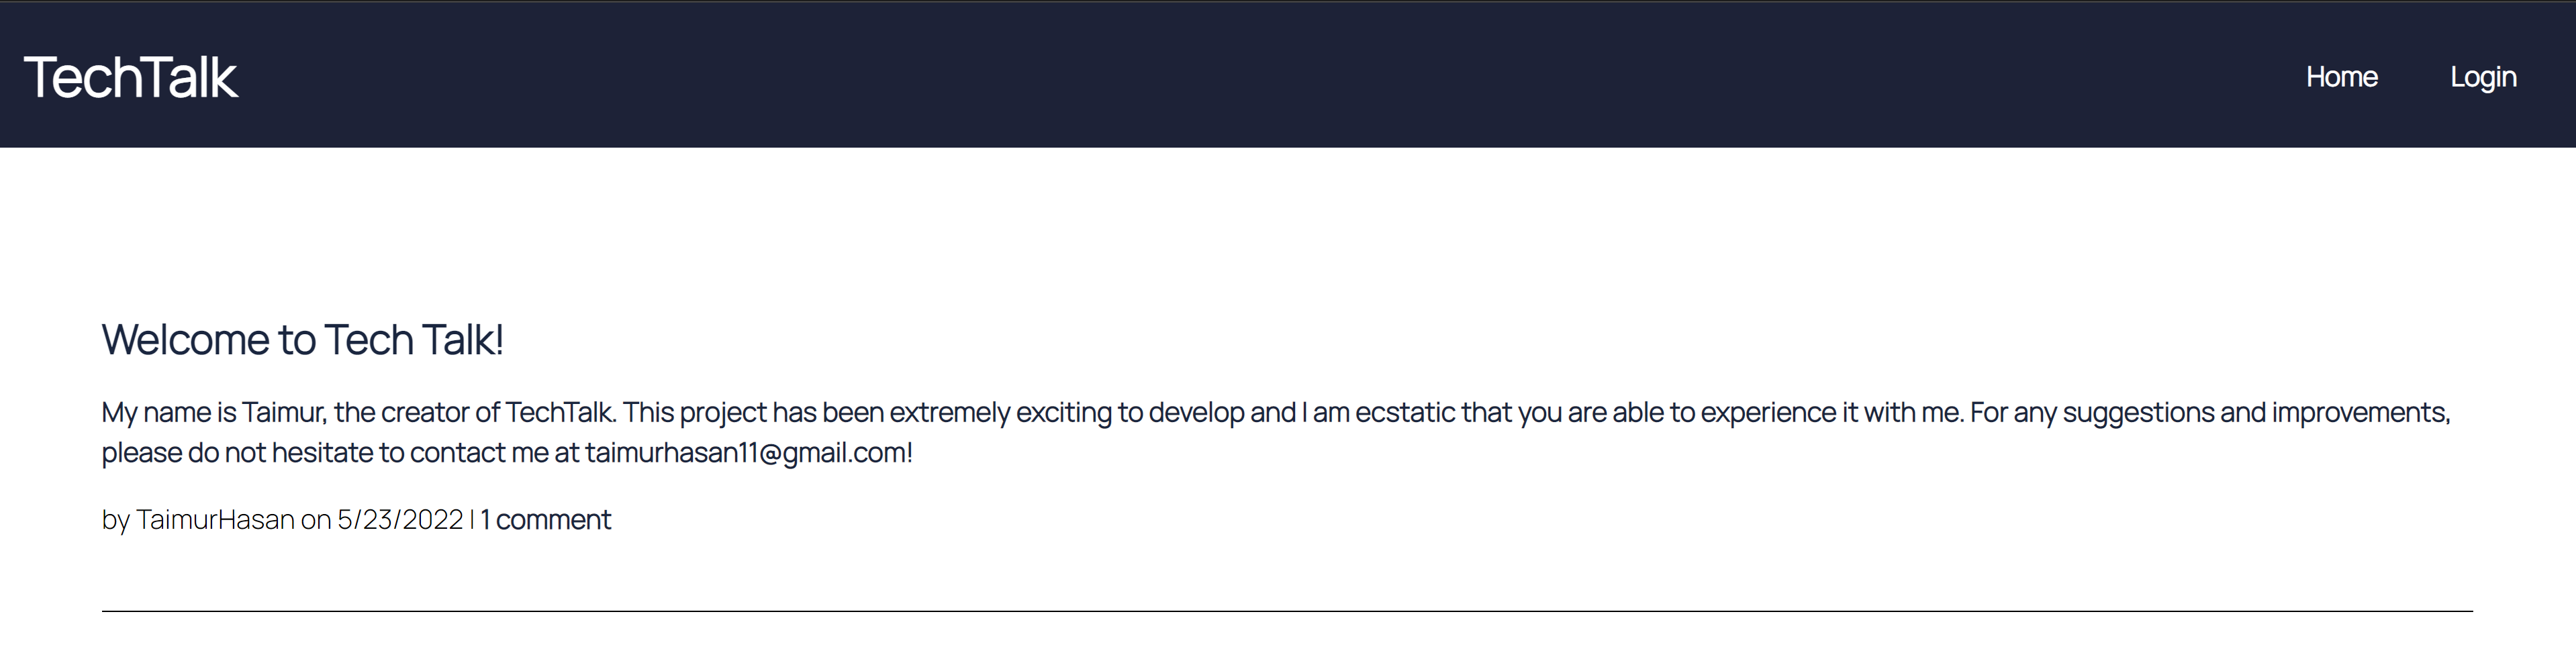 TechTalk
Home
Login
Welcome to Tech Talk!
My name is Taimur, the creator of TechTalk. This project has been extremely exciting to develop and I am ecstatic that you are able to experience it with me. For any suggestions and improvements,
please do not hesitate to contact me at taimurhasan11@gmail.com!
by TaimurHasan on 5/23/2022 | 1 comment